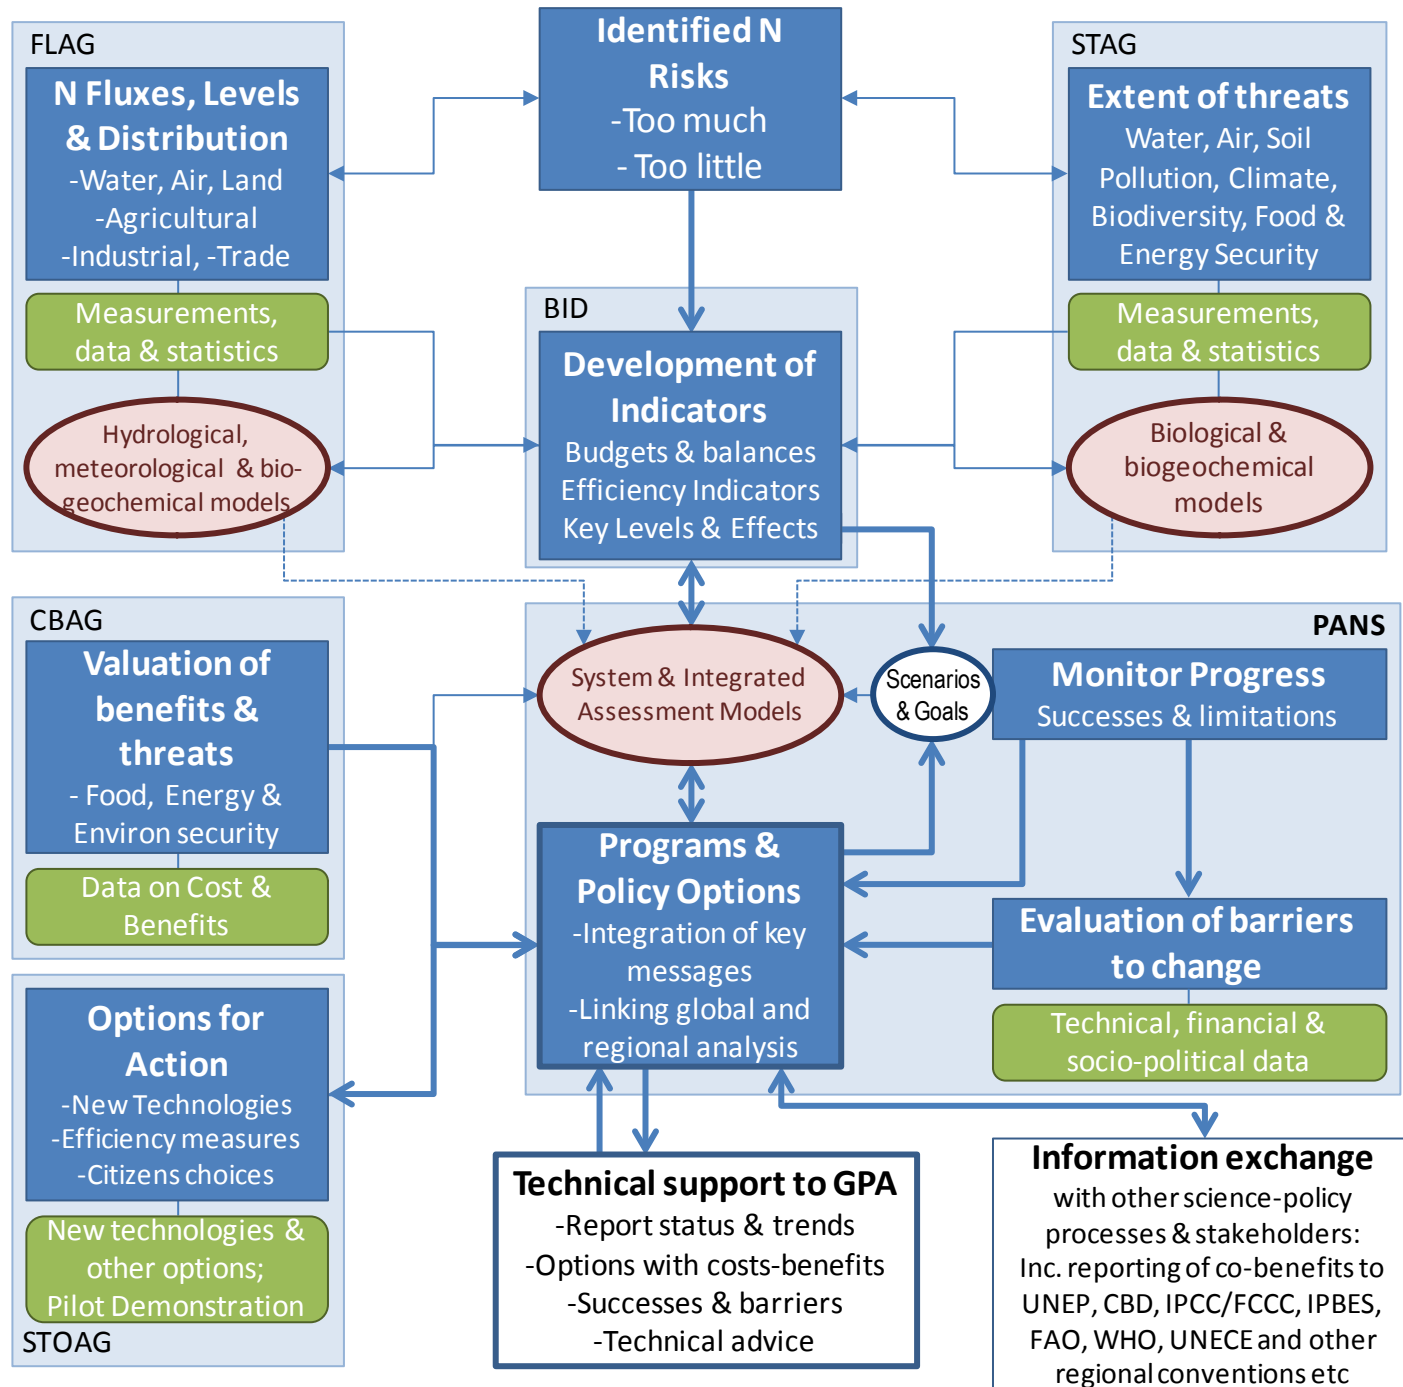 FLAG
N Fluxes, Levels
& Distribution
-Water, Air, Land
-Agricultural
-Industrial, -Trade
Measurements,
data & statistics
Hydrological,
meteorological & bio-
geochemical models
Identified N
Risks
-Too much
- Too little
STAG
Extent of threats
Water, Air, Soil
Pollution, Climate,
Biodiversity, Food &
Energy Security
Measurements,
data & statistics
Biological &
biogeochemical
models
BID
Development of
Indicators
Budgets & balances
Efficiency Indicators
Key Levels & Effects
CBAG
Valuation of
benefits &
threats
- Food, Energy &
Environ security
Data on Cost &
Benefits
PANS
System & Integrated
Assessment Models
Scenarios
& Goals
Monitor Progress
Successes & limitations
Programs &
Policy Options
-Integration of key
messages
-Linking global and
regional analysis
Evaluation of barriers
to change
Technical, financial &
socio-political data
Options for
Action
-New Technologies
-Efficiency measures
-Citizens choices
New technologies &
other options;
Pilot Demonstration
STOAG
Technical support to GPA
-Report status & trends
-Options with costs-benefits
-Successes & barriers
-Technical advice
Information exchange
with other science-policy
processes & stakeholders:
Inc. reporting of co-benefits to
UNEP, CBD, IPCC/FCCC, IPBES,
FAO, WHO, UNECE and other
regional conventions etc